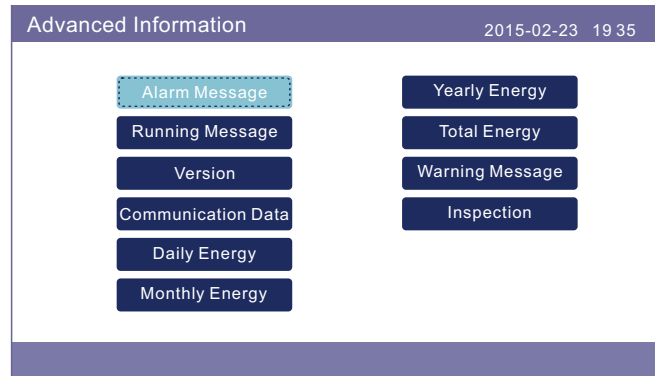 Advanced Information
2015-02-23 19 35
Alarm Message
Running Message
Version
Communication Data
Daily Energy
Monthly Energy
Yearly Energy
Total Energy
Warning Message
Inspection